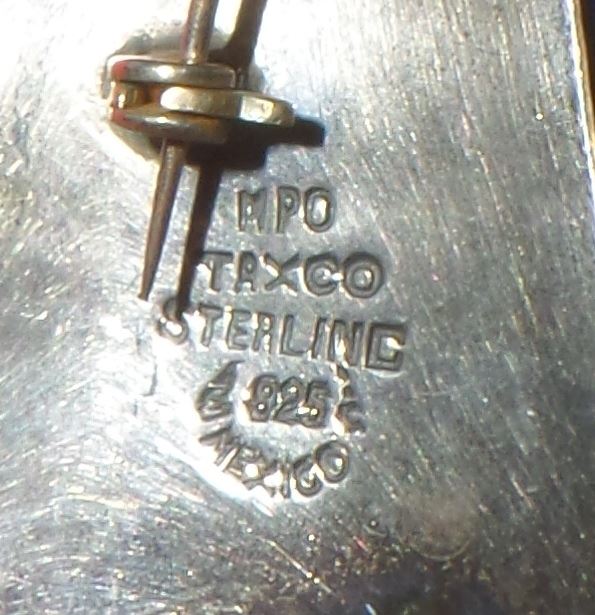 MPO
TAXCO
STERLING
925
MEXICO